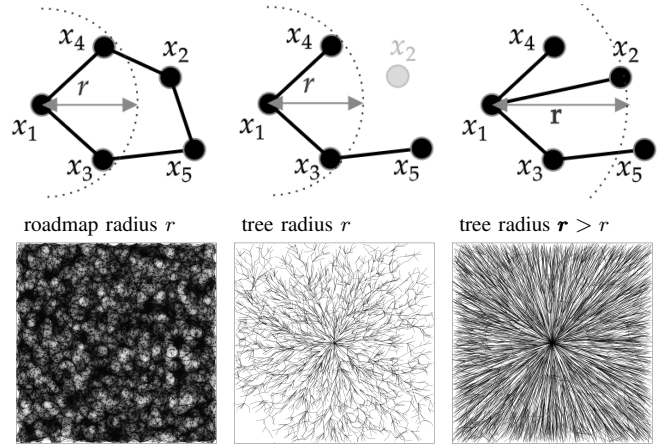 x₄
x₂
r
x₁
x₃
x₅
x₄
x₂
r
x₁
x₃
x₅
x₄
x₂
x₁
r
x₃
x₅
roadmap radius r
tree radius r
tree radius r > r